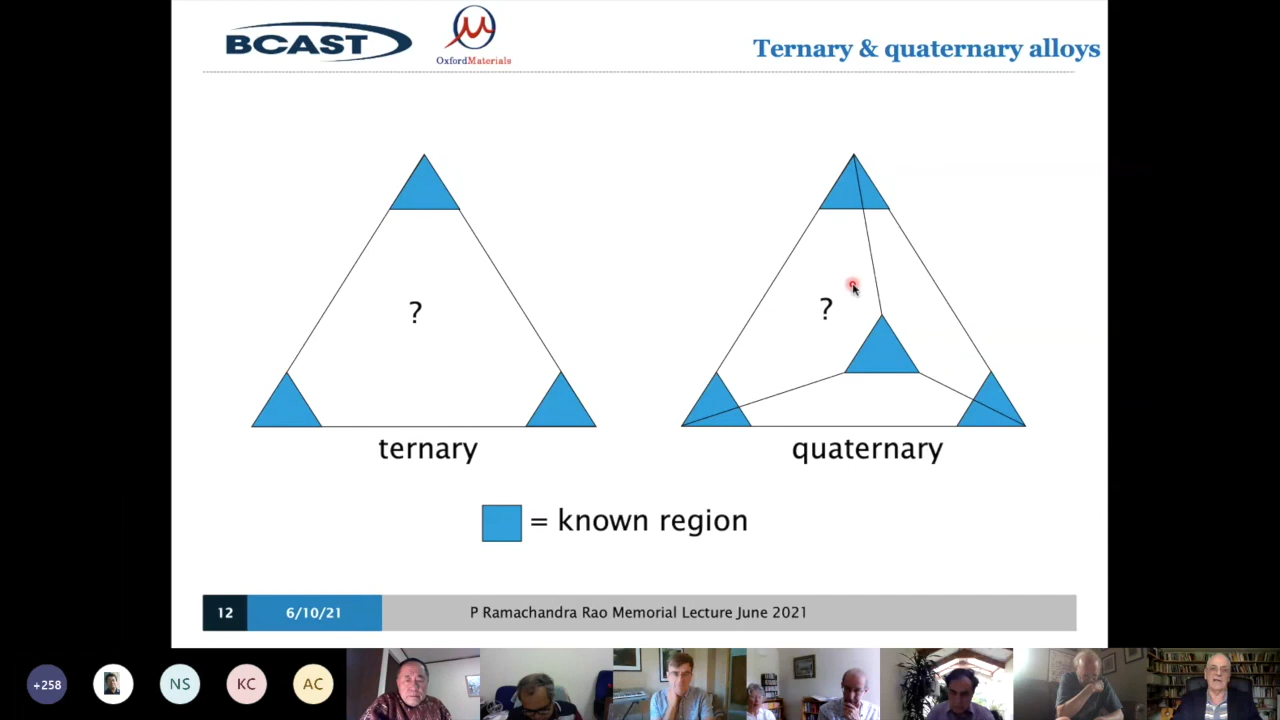 BCAST
OxfordMaterials
Ternary & quaternary alloys
?
?
ternary
quaternary
= known region
12
6/10/21
P Ramachandra Rao Memorial Lecture June 2021
+258
NS
KC
AC